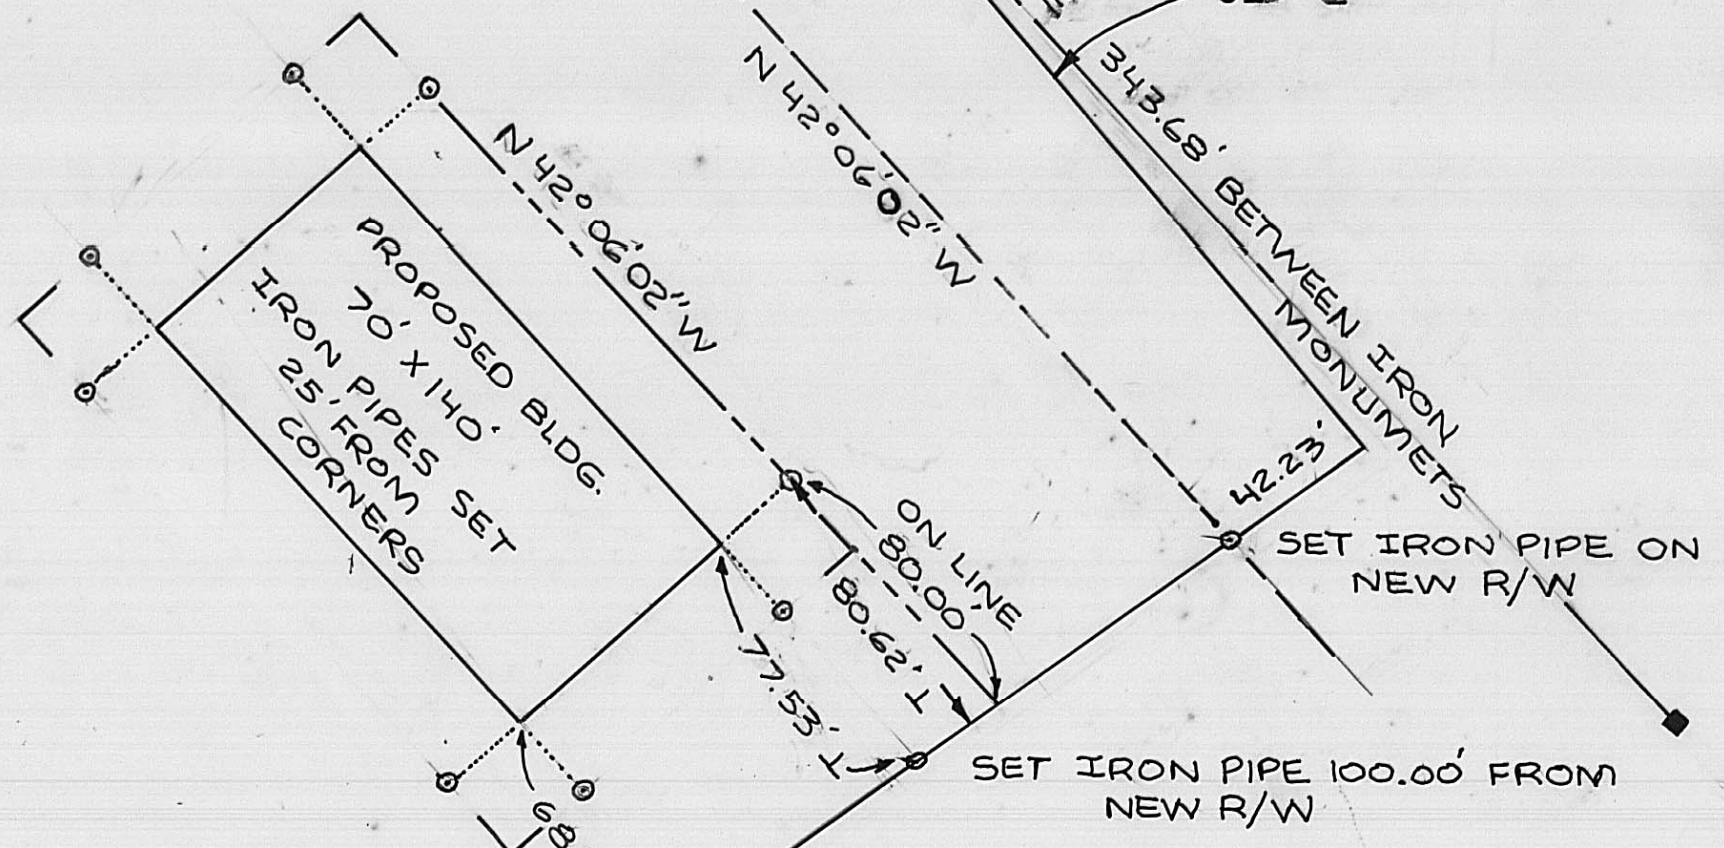 N 42° 06' 02" W
N 42° 06' 02" W
343.68' BETWEEN IRON
MONUMETS
PROPOSED BLDG.
70' X 140'
IRON PIPES SET
25' FROM
CORNERS
42.23'
ON LINE
80.00'
80.62'
77.53'
SET IRON PIPE ON
NEW R/W
SET IRON PIPE 100.00' FROM
NEW R/W
68